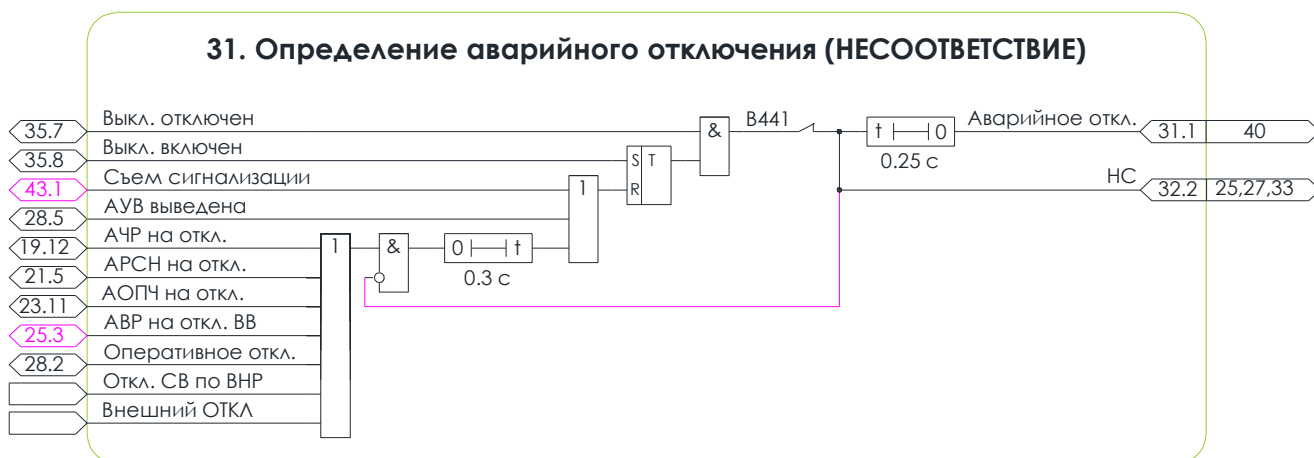 31. Определение аварийного отключения (НЕСООТВЕТСТВИЕ)
35.7 Выкл. отключен & В441 t 0 Аварийное откл. 31.1 40
0.25 с
35.8 Выкл. включен S T
R
43.1 Съем сигнализации 1 НС 32.2 25,27,33
28.5 АУВ выведена
19.12 АЧР на откл. 1 & 0 t
0.3 с
21.5 АРСН на откл.
23.11 АОПЧ на откл.
25.3 АВР на откл. ВВ
28.2 Оперативное откл.
Откл. СВ по ВНР
Внешний ОТКЛ